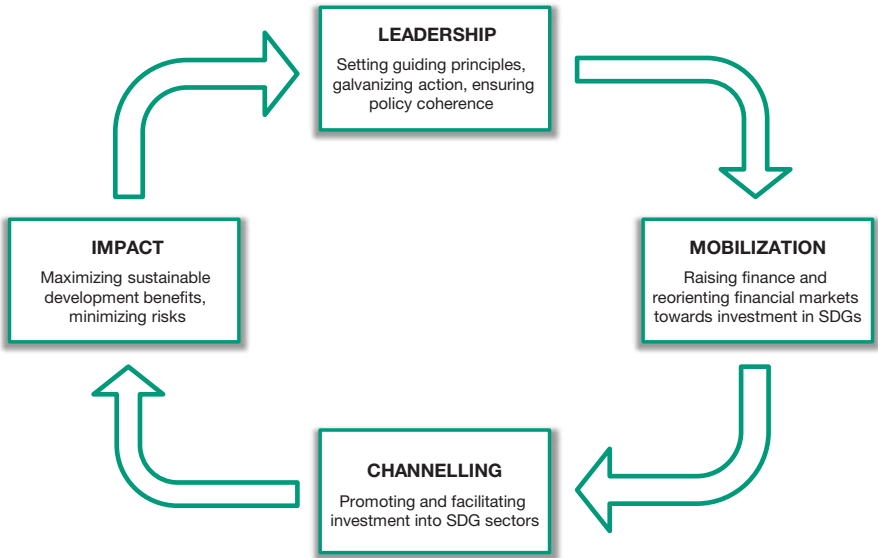 LEADERSHIP
Setting guiding principles,
galvanizing action, ensuring
policy coherence
IMPACT
Maximizing sustainable
development benefits,
minimizing risks
MOBILIZATION
Raising finance and
reorienting financial markets
towards investment in SDGs
CHANNELLING
Promoting and facilitating
investment into SDG sectors